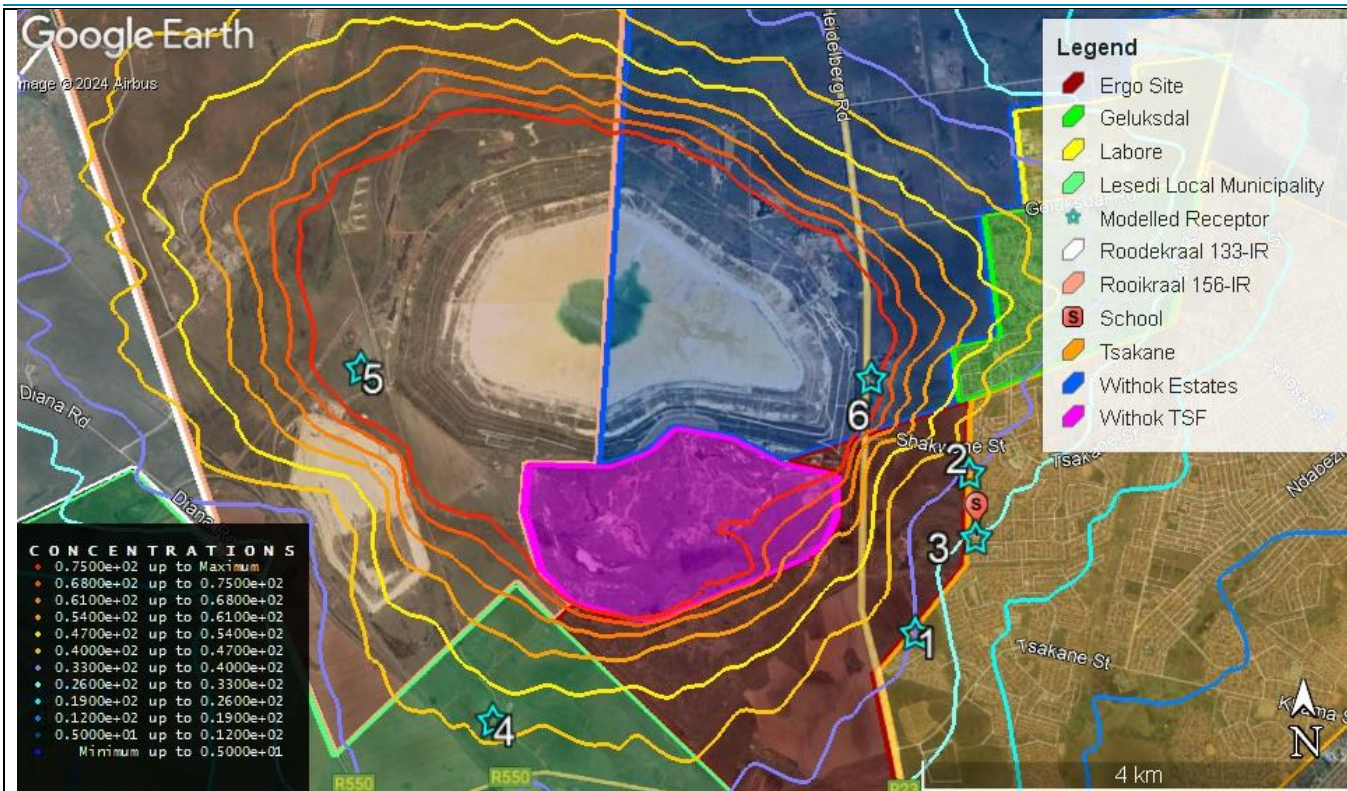 Google Earth
mage © 2024 Airbus
Heidelberg Rd
Legend
Ergo Site
Geluksdal
Labore
Lesedi Local Municipality
Modelled Receptor
Roodekraal 133-IR
Rooikraal 156-IR
S School
Tsakane
Withok Estates
Withok TSF
5
6
Diana Rd
Shakwane St
2
S
3
Ndabezi
Diana
1
Tsakane St
4
R550
R550
R23
CONCENTRATIONS
0.7500e+02 up to Maximum
0.6800e+02 up to 0.7500e+02
0.6100e+02 up to 0.6800e+02
0.5400e+02 up to 0.6100e+02
0.4700e+02 up to 0.5400e+02
0.4000e+02 up to 0.4700e+02
0.3300e+02 up to 0.4000e+02
0.2600e+02 up to 0.3300e+02
0.1900e+02 up to 0.2600e+02
0.1200e+02 up to 0.1900e+02
0.5000e+01 up to 0.1200e+02
Minimum up to 0.5000e+01
N
4 km